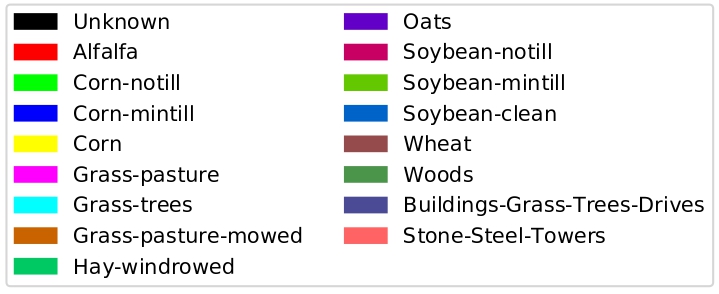 Unknown
Alfalfa
Corn-notill
Corn-mintill
Corn
Grass-pasture
Grass-trees
Grass-pasture-mowed
Hay-windrowed
Oats
Soybean-notill
Soybean-mintill
Soybean-clean
Wheat
Woods
Buildings-Grass-Trees-Drives
Stone-Steel-Towers